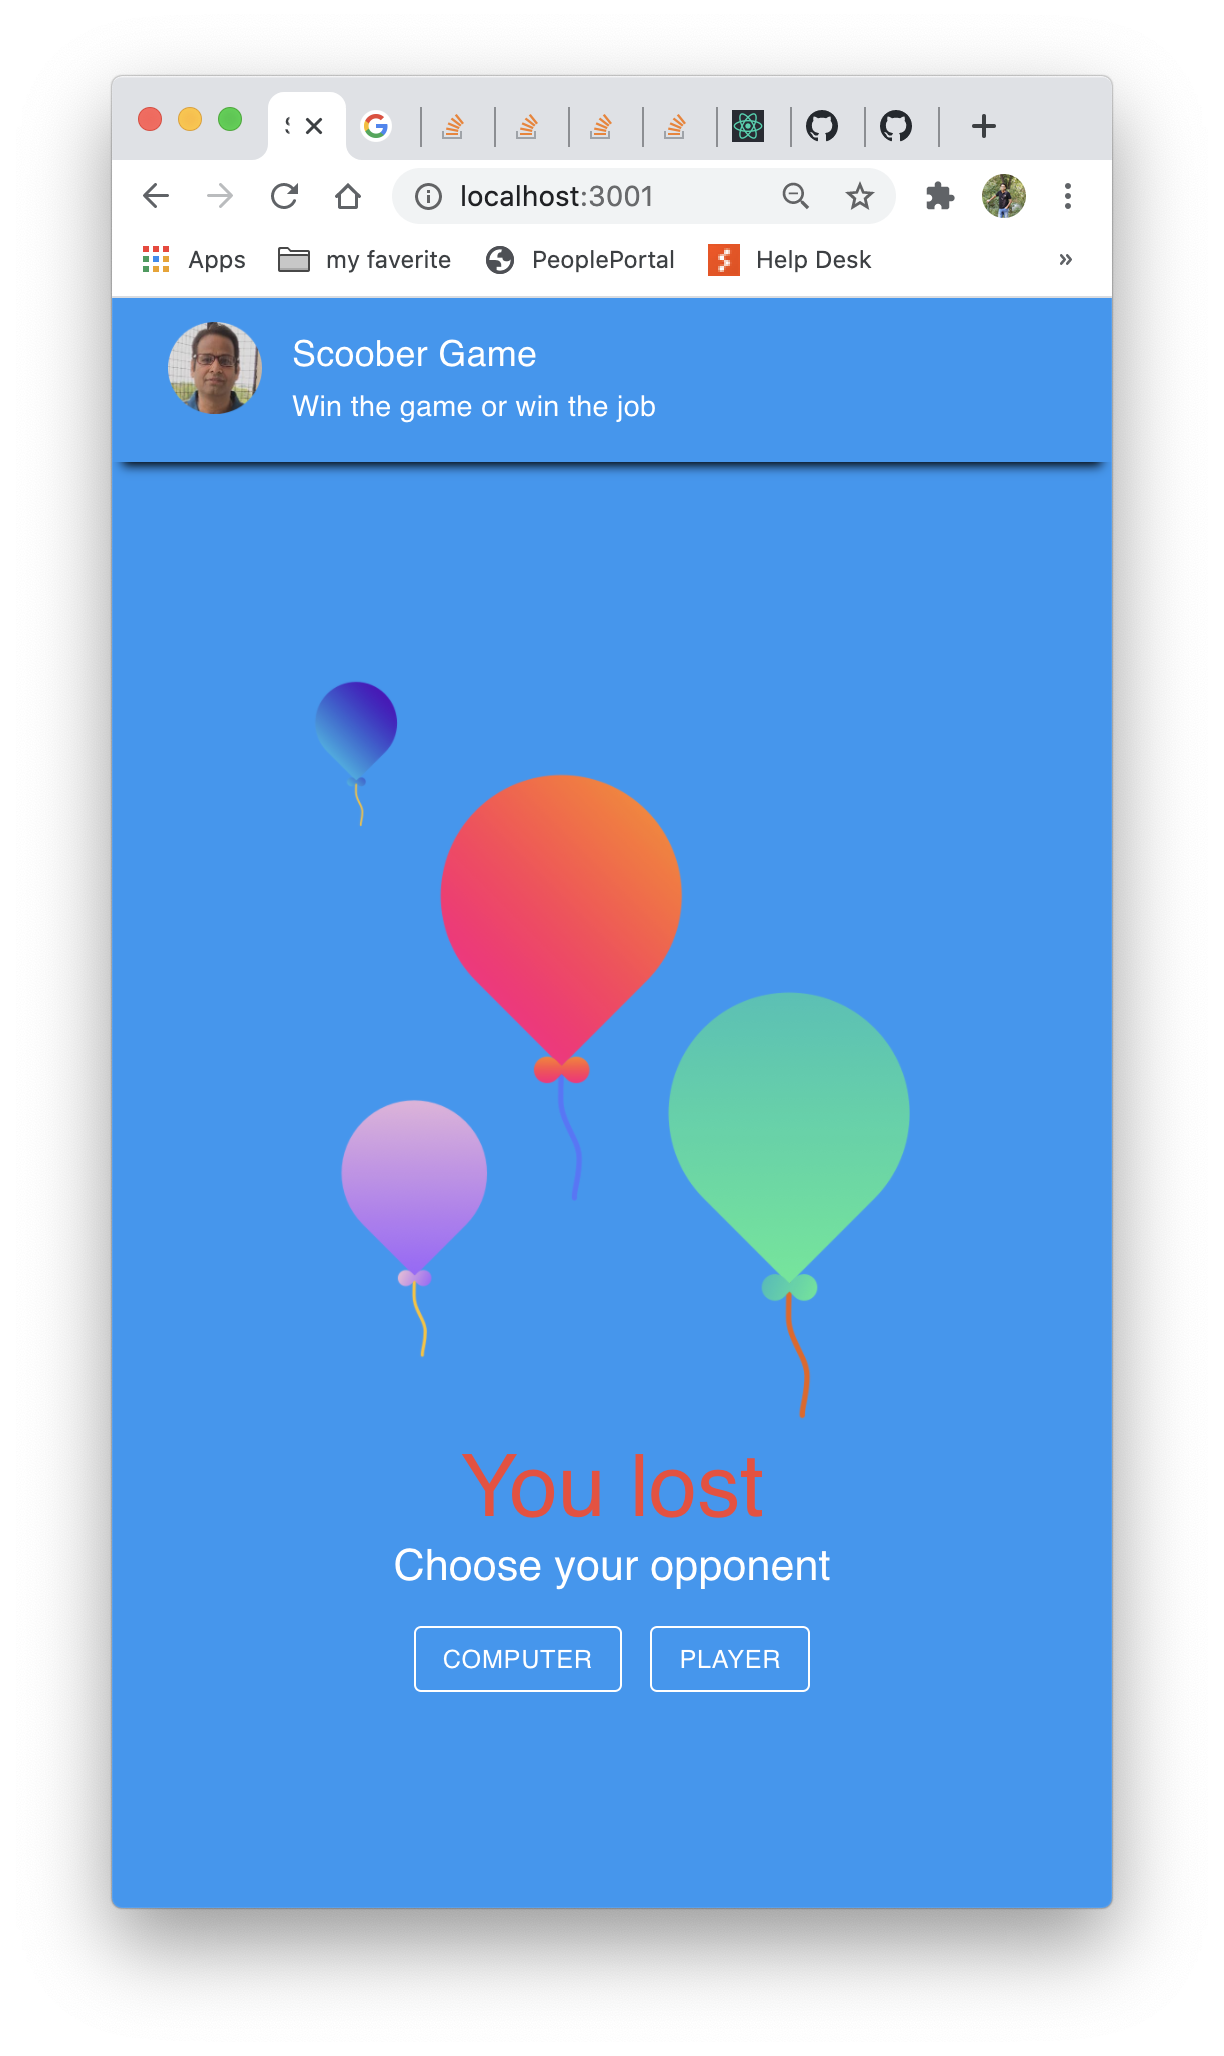 localhost:3001
Apps my faverite PeoplePortal Help Desk »
Scoober Game
Win the game or win the job
You lost
Choose your opponent
COMPUTER PLAYER